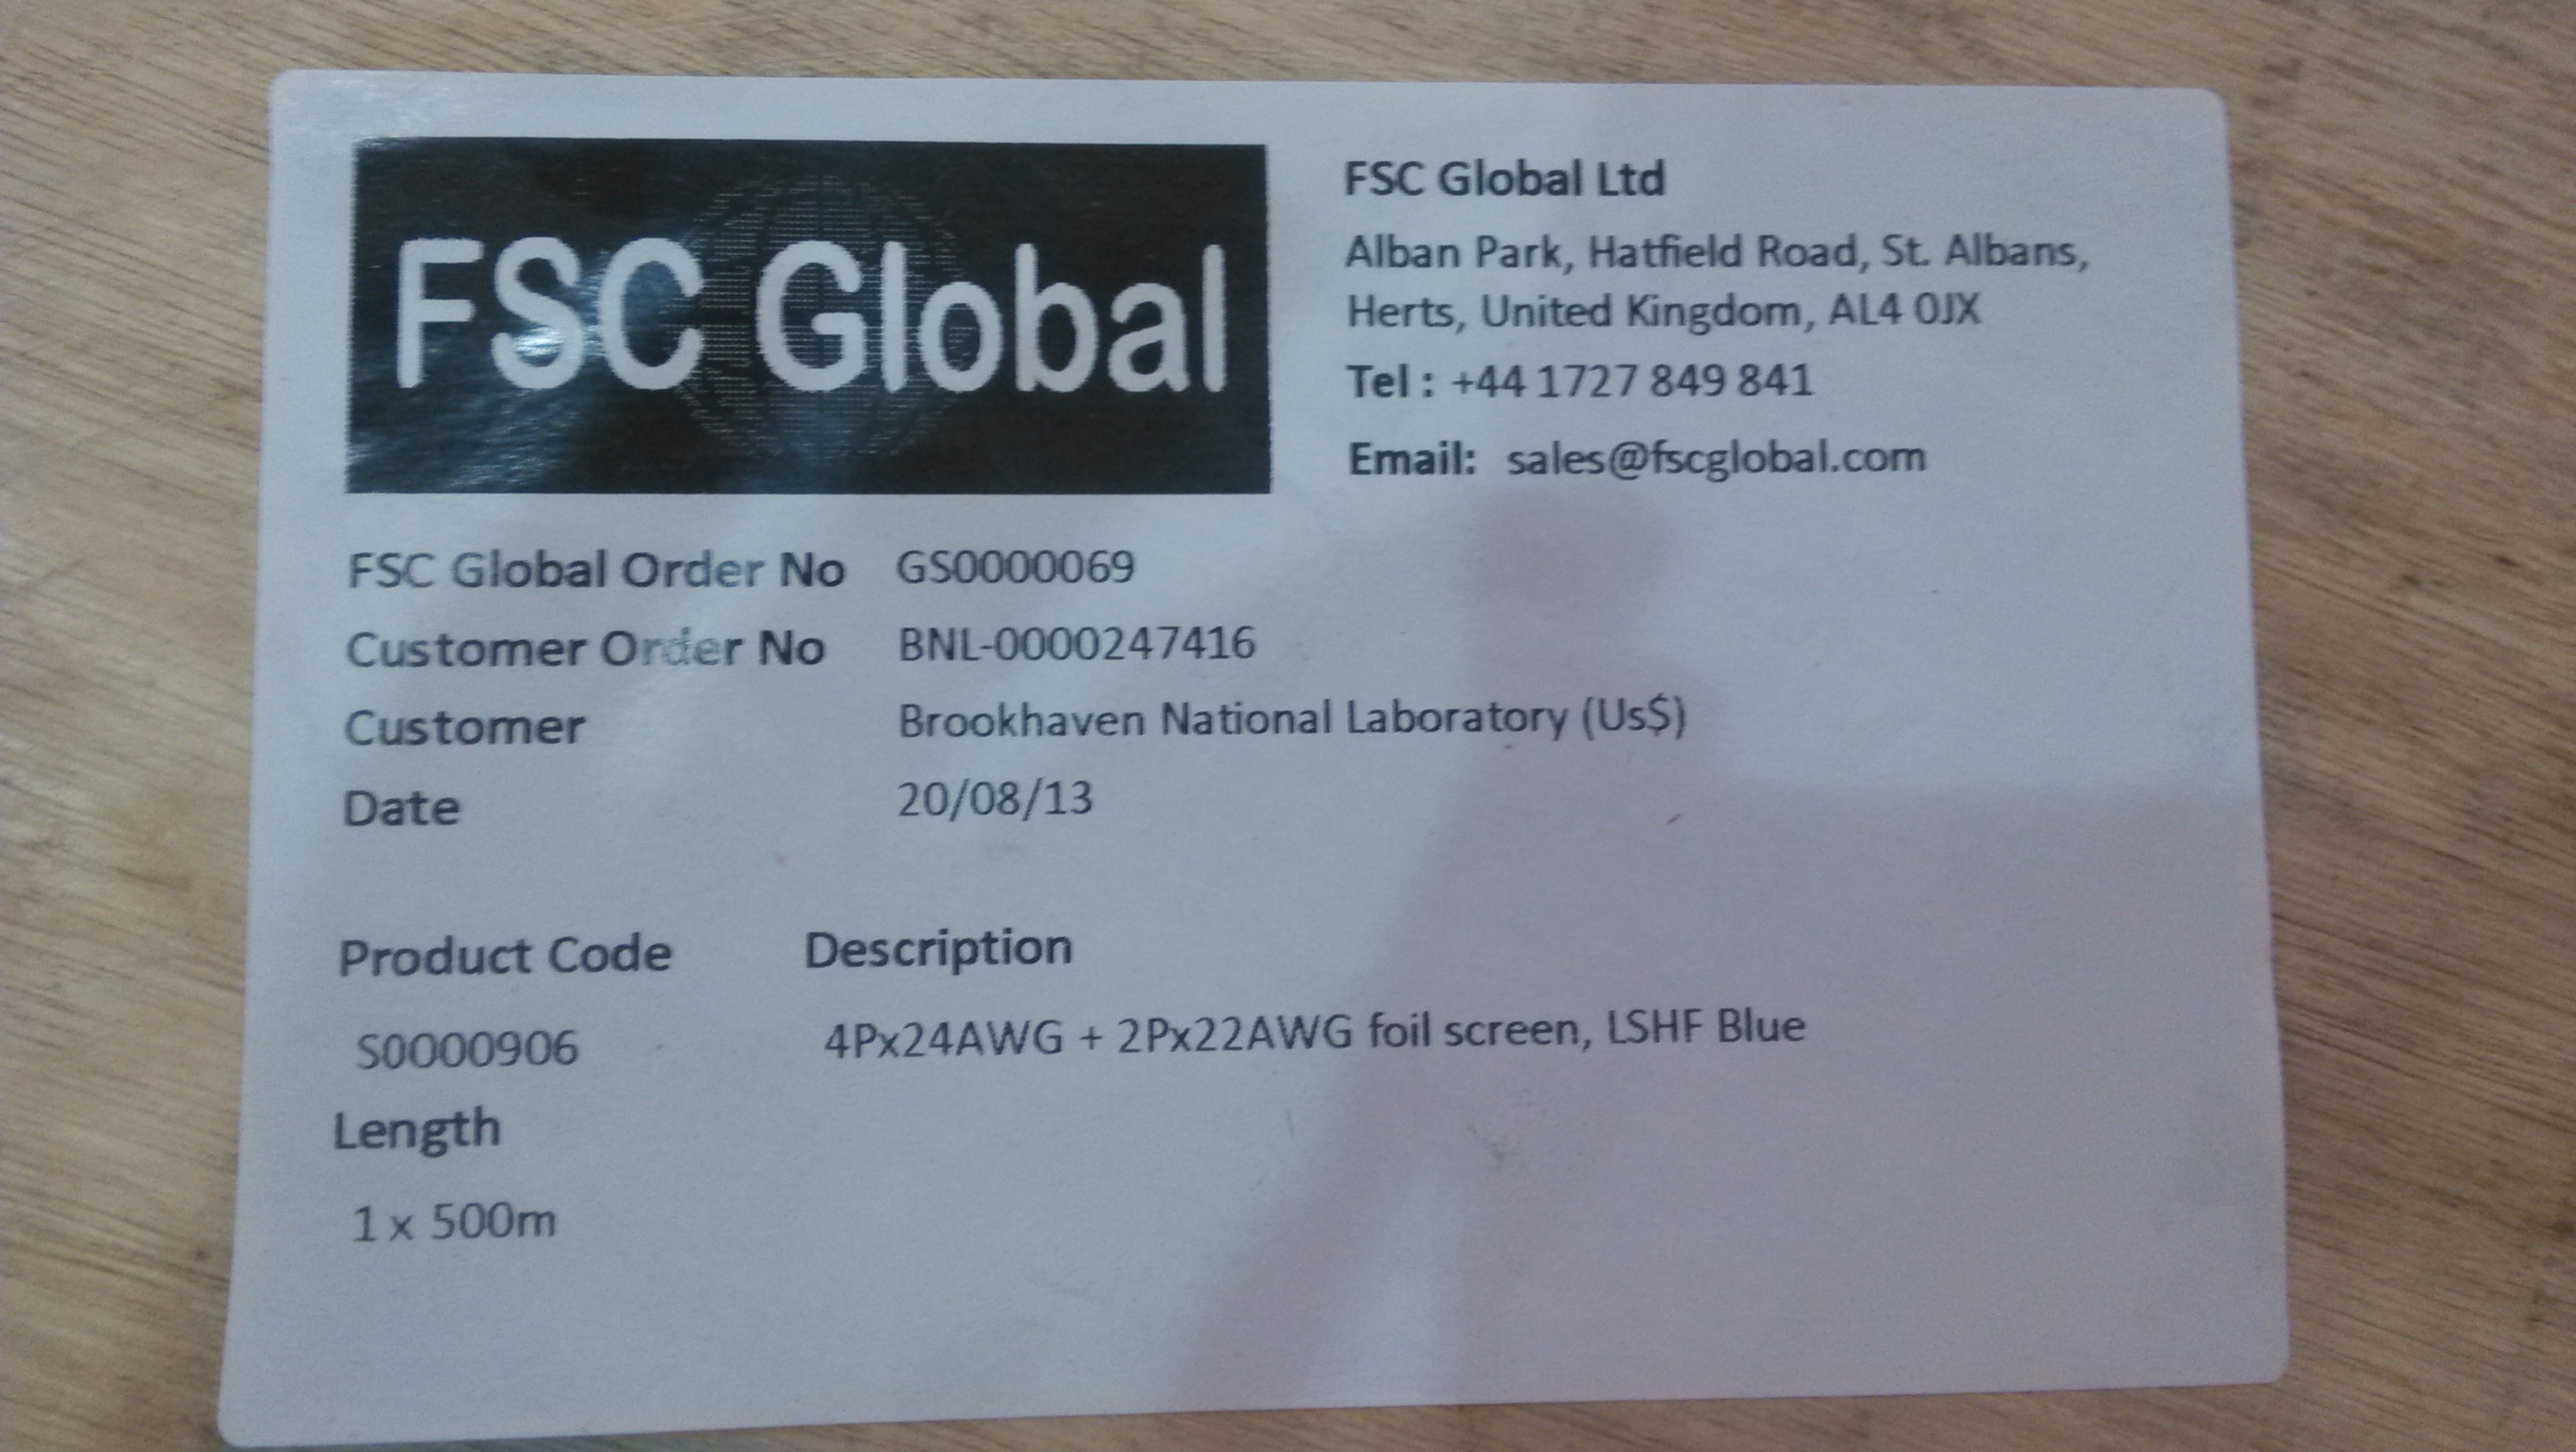 FSC Global
FSC Global Ltd
Alban Park, Hatfield Road, St. Albans,
Herts, United Kingdom, AL4 0JX
Tel : +44 1727 849 841
Email: sales@fscglobal.com
FSC Global Order No GS0000069
Customer Order No BNL-0000247416
Customer Brookhaven National Laboratory (Us$)
Date 20/08/13
Product Code Description
S0000906 4Px24AWG + 2Px22AWG foil screen, LSHF Blue
Length
1 x 500m